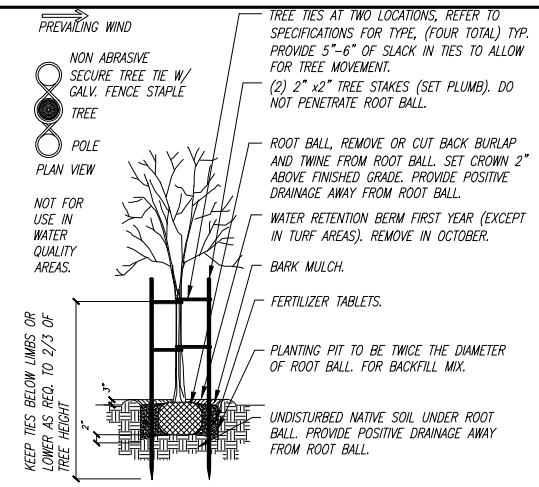 PREVAILING WIND
NON ABRASIVE
SECURE TREE TIE W/
GALV. FENCE STAPLE
TREE
POLE
PLAN VIEW
NOT FOR
USE IN
WATER
QUALITY
AREAS.
KEEP TIES BELOW LIMBS OR
LOWER AS REQ. TO 2/3 OF
TREE HEIGHT
3"
2"
TREE TIES AT TWO LOCATIONS, REFER TO
SPECIFICATIONS FOR TYPE, (FOUR TOTAL) TYP.
PROVIDE 5"-6" OF SLACK IN TIES TO ALLOW
FOR TREE MOVEMENT.
(2) 2" x2" TREE STAKES (SET PLUMB). DO
NOT PENETRATE ROOT BALL.
ROOT BALL, REMOVE OR CUT BACK BURLAP
AND TWINE FROM ROOT BALL. SET CROWN 2"
ABOVE FINISHED GRADE. PROVIDE POSITIVE
DRAINAGE AWAY FROM ROOT BALL.
WATER RETENTION BERM FIRST YEAR (EXCEPT
IN TURF AREAS). REMOVE IN OCTOBER.
BARK MULCH.
FERTILIZER TABLETS.
PLANTING PIT TO BE TWICE THE DIAMETER
OF ROOT BALL. FOR BACKFILL MIX.
UNDISTURBED NATIVE SOIL UNDER ROOT
BALL. PROVIDE POSITIVE DRAINAGE AWAY
FROM ROOT BALL.